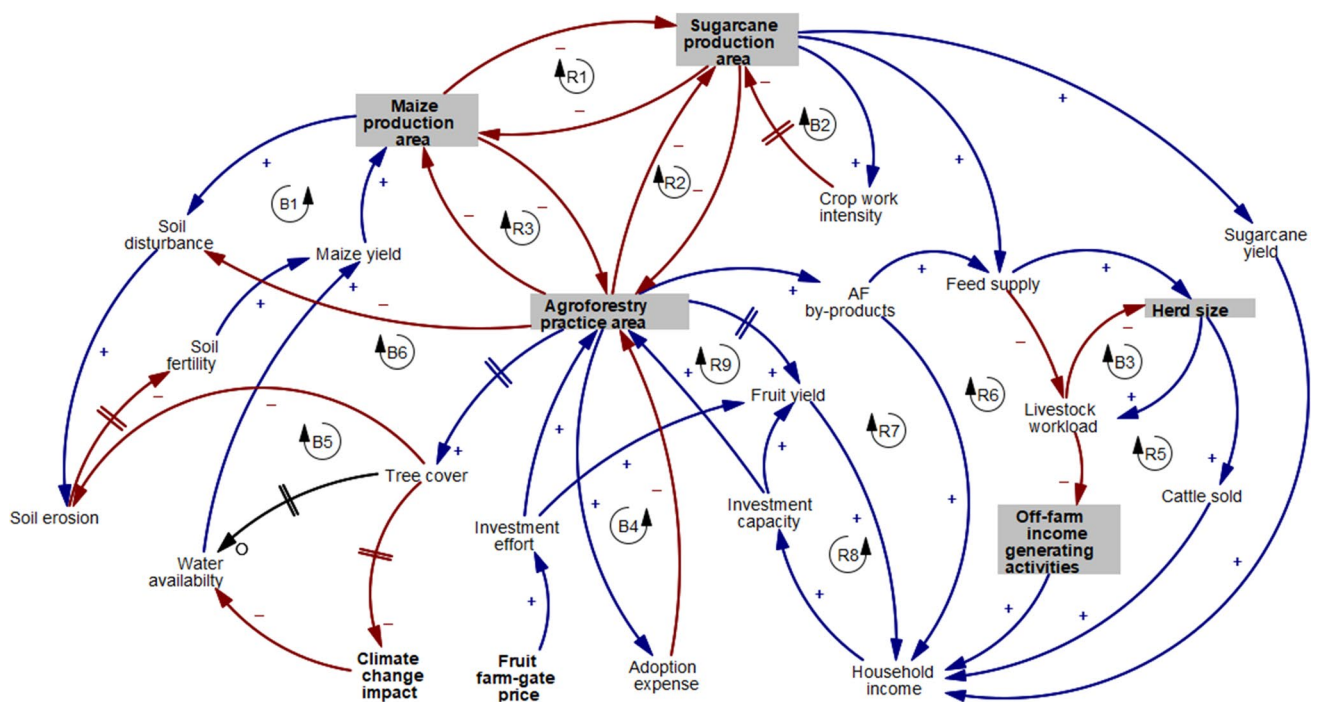 Sugarcane
production
area
R1
Maize
production
area
B2
R2
Crop work
intensity
B1
Soil
disturbance
R3
Maize yield
Sugarcane
yield
Feed supply
AF
by-products
Agroforestry
practice area
Herd size
Soil
fertility
B6
R9
B3
Fruit yield
R6
Livestock
workload
B5
R7
R5
Tree cover
Cattle sold
Soil erosion
Investment
effort
Investment
capacity
B4
Off-farm
income
generating
activities
O
Water
availabilty
R8
Climate
change
impact
Fruit
farm-gate
price
Adoption
expense
Household
income